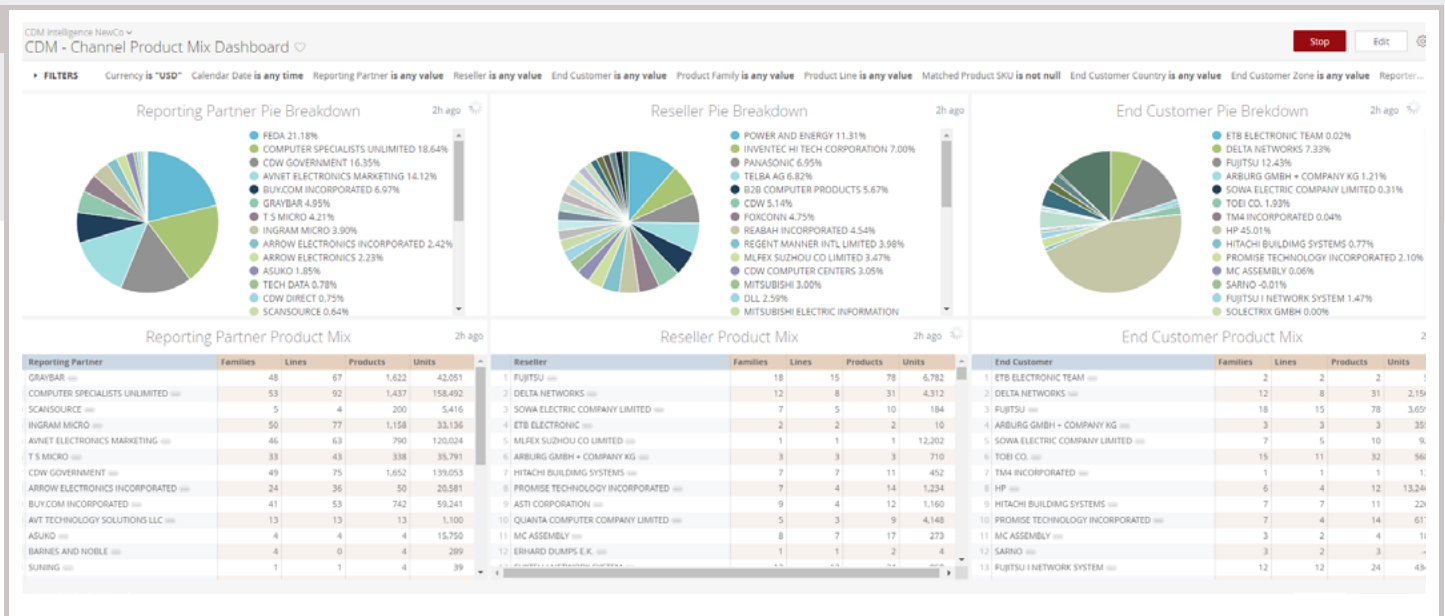 CDM Intelligence NewCo
CDM - Channel Product Mix Dashboard
Stop
Edit
FILTERS Currency is "USD" Calendar Date is any time Reporting Partner is any value Reseller is any value End Customer is any value Product Family is any value Product Line is any value Matched Product SKU is not null End Customer Country is any value End Customer Zone is any value Reporter...
Reporting Partner Pie Breakdown
2h ago
FEDA 21.18%
COMPUTER SPECIALISTS UNLIMITED 18.64%
CDW GOVERNMENT 16.35%
AVNET ELECTRONICS MARKETING 14.12%
BUY.COM INCORPORATED 6.97%
GRAYBAR 4.95%
T S MICRO 4.21%
INGRAM MICRO 3.90%
ARROW ELECTRONICS INCORPORATED 2.42%
ARROW ELECTRONICS 2.23%
ASUKO 1.85%
TECH DATA 0.78%
CDW DIRECT 0.75%
SCANSOURCE 0.64%
Reseller Pie Breakdown
2h ago
POWER AND ENERGY 11.31%
INVENTEC HI TECH CORPORATION 7.00%
PANASONIC 6.95%
TELBA AG 6.82%
B2B COMPUTER PRODUCTS 5.67%
CDW 5.14%
FOXCONN 4.75%
REABAH INCORPORATED 4.54%
REGENT MANNER INTL LIMITED 3.98%
MLFEX SUZHOU CO LIMITED 3.47%
CDW COMPUTER CENTERS 3.05%
MITSUBISHI 3.00%
DLL 2.59%
MITSUBISHI ELECTRIC INFORMATION
End Customer Pie Brekdown
2h ago
ETB ELECTRONIC TEAM 0.02%
DELTA NETWORKS 7.33%
FUJITSU 12.43%
ARBURG GMBH + COMPANY KG 1.21%
SOWA ELECTRIC COMPANY LIMITED 0.31%
TOEI CO. 1.93%
TM4 INCORPORATED 0.04%
HP 45.01%
HITACHI BUILDIMG SYSTEMS 0.77%
PROMISE TECHNOLOGY INCORPORATED 2.10%
MC ASSEMBLY 0.06%
SARNO -0.01%
FUJITSU I NETWORK SYSTEM 1.47%
SOLECTRIX GMBH 0.00%
Reporting Partner Product Mix
2h ago
Reporting Partner Families Lines Products Units
GRAYBAR 48 67 1,622 42,051
COMPUTER SPECIALISTS UNLIMITED 53 92 1,437 158,492
SCANSOURCE 5 4 200 5,416
INGRAM MICRO 50 77 1,158 33,136
AVNET ELECTRONICS MARKETING 46 63 790 120,024
T S MICRO 33 43 338 35,791
CDW GOVERNMENT 49 75 1,652 139,053
ARROW ELECTRONICS INCORPORATED 24 36 50 20,581
BUY.COM INCORPORATED 41 53 742 59,241
AVT TECHNOLOGY SOLUTIONS LLC 13 13 13 1,100
ASUKO 4 4 4 15,750
BARNES AND NOBLE 4 0 4 289
SUNING 1 1 4 39
Reseller Product Mix
2h ago
Reseller Families Lines Products Units
1 FUJITSU 18 15 78 6,782
2 DELTA NETWORKS 12 8 31 4,312
3 SOWA ELECTRIC COMPANY LIMITED 7 5 10 184
4 ETB ELECTRONIC 2 2 2 10
5 MLFEX SUZHOU CO LIMITED 1 1 1 12,202
6 ARBURG GMBH + COMPANY KG 3 3 3 710
7 HITACHI BUILDIMG SYSTEMS 7 7 11 452
8 PROMISE TECHNOLOGY INCORPORATED 7 4 14 1,234
9 ASTI CORPORATION 9 4 12 1,160
10 QUANTA COMPUTER COMPANY LIMITED 5 3 9 4,148
11 MC ASSEMBLY 8 7 17 273
12 ERHARD DUMPS E.K. 1 1 2 4
End Customer Product Mix
2
End Customer Families Lines Products Units
1 ETB ELECTRONIC TEAM 2 2 2
2 DELTA NETWORKS 12 8 31
3 FUJITSU 18 15 78
4 ARBURG GMBH + COMPANY KG 3 3 3
5 SOWA ELECTRIC COMPANY LIMITED 7 5 10
6 TOEI CO. 15 11 32
7 TM4 INCORPORATED 1 1 1
8 HP 6 4 12
9 HITACHI BUILDIMG SYSTEMS 7 7 11
10 PROMISE TECHNOLOGY INCORPORATED 7 4 14
11 MC ASSEMBLY 3 2 4
12 SARNO 3 2 3
13 FUJITSU I NETWORK SYSTEM 12 12 24